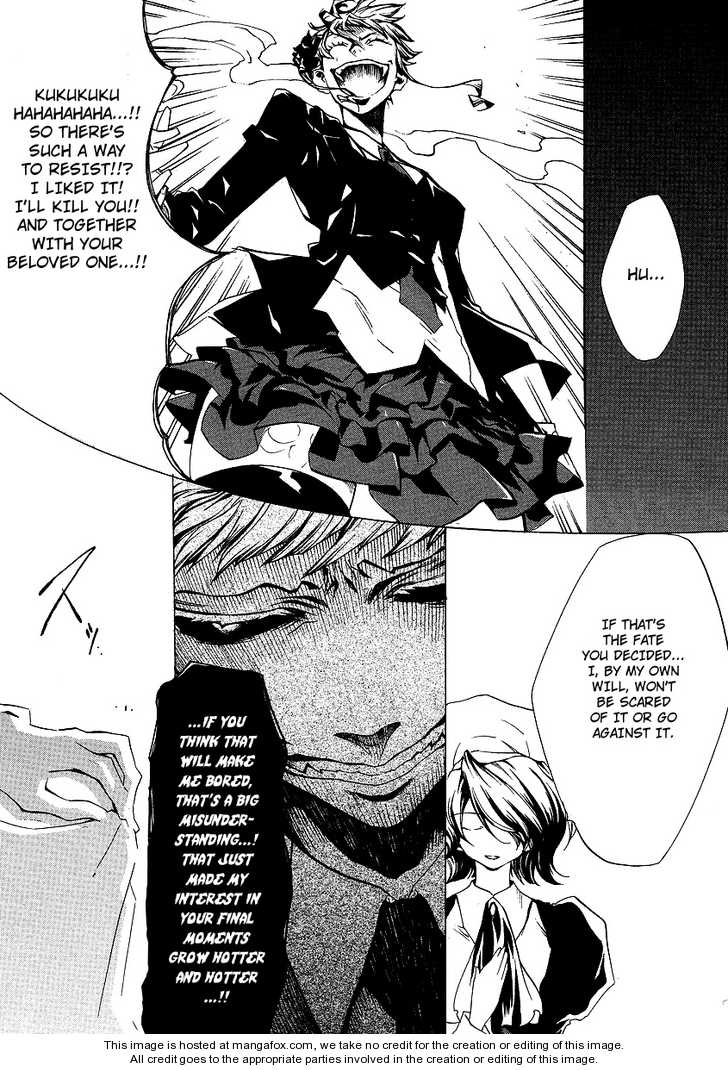 HU...
KUKUKUKU
HAHAHAHAHA...!!
SO THERE'S
SUCH A WAY
TO RESIST!!?
I LIKED IT!
I'LL KILL YOU!!
AND TOGETHER
WITH YOUR
BELOVED ONE...!!
IF THAT'S
THE FATE
YOU DECIDED...
I, BY MY OWN
WILL, WON'T
BE SCARED
OF IT OR GO
AGAINST IT.
...IF YOU
THINK THAT
WILL MAKE
ME BORED,
THAT'S A BIG
MISUNDER-
STANDING...!
THAT JUST
MADE MY
INTEREST IN
YOUR FINAL
MOMENTS
GROW HOTTER
AND HOTTER
...!!
スッ
This image is hosted at mangafox.com, we take no credit for the creation or editing of this image.
All credit goes to the appropriate parties involved in the creation or editing of this image.